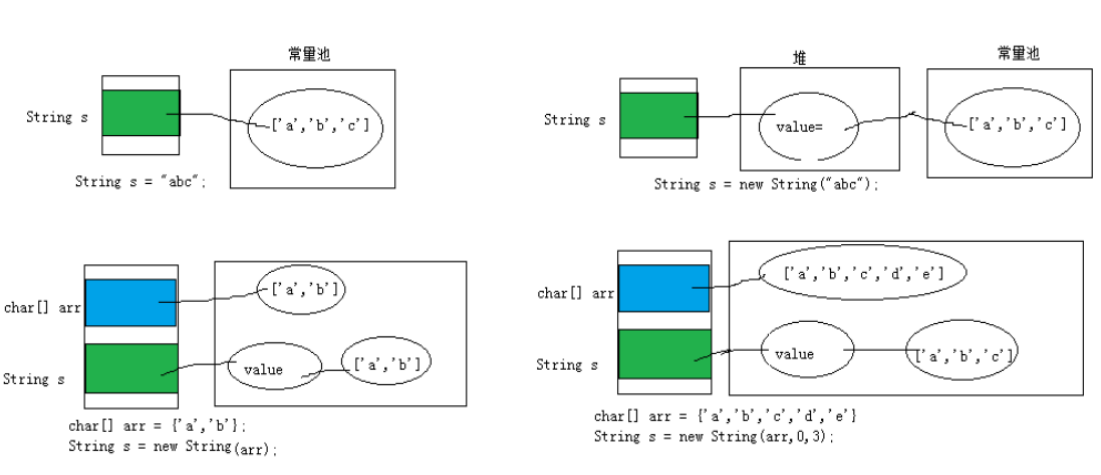 常量池
String s
['a','b','c']
String s = "abc";
堆
常量池
String s
value=
['a','b','c']
String s = new String("abc");
char[] arr
['a','b']
String s
value
['a','b']
char[] arr = {'a','b'};
String s = new String(arr);
char[] arr
['a','b','c','d','e']
String s
value
['a','b','c']
char[] arr = {'a','b','c','d','e'}
String s = new String(arr,0,3);